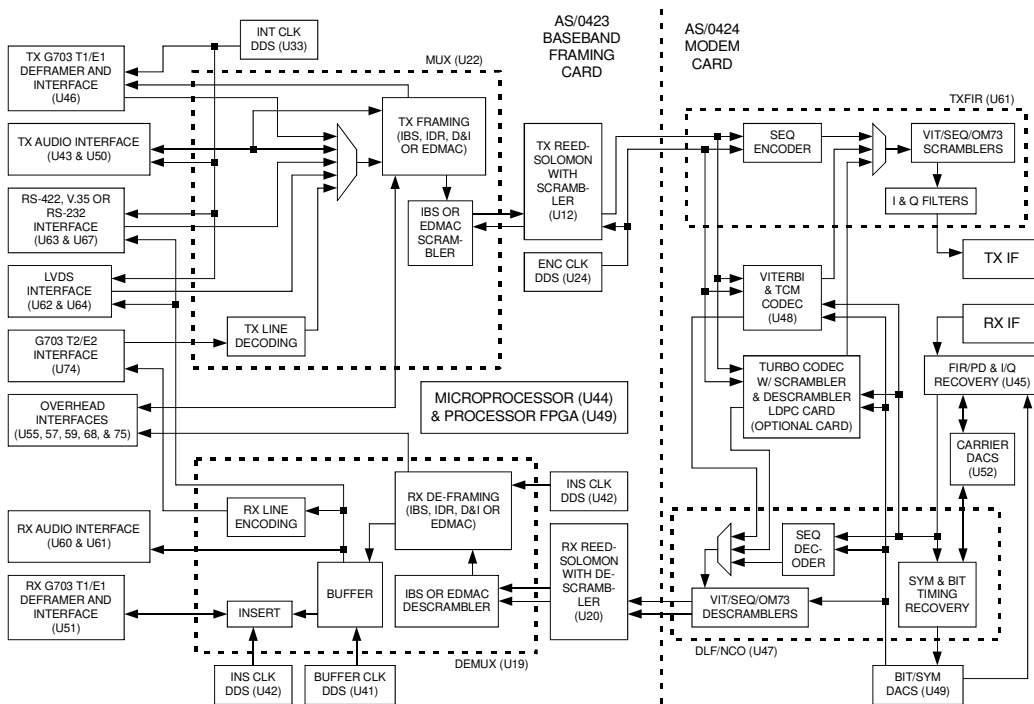 AS/0423
BASEBAND
FRAMING
CARD
AS/0424
MODEM
CARD
INT CLK
DDS (U33)
TX G703 T1/E1
DEFRAMER AND
INTERFACE
(U46)
MUX (U22)
TXFIR (U61)
TX FRAMING
(IBS, IDR, D&I
OR EDMAC)
TX AUDIO INTERFACE
(U43 & U50)
TX REED-
SOLOMON
WITH
SCRAMB-
LER
(U12)
SEQ
ENCODER
VIT/SEQ/OM73
SCRAMBLERS
RS-422, V.35 OR
RS-232
INTERFACE
(U63 & U67)
IBS OR
EDMAC
SCRAM-
BLER
I & Q FILTERS
TX IF
LVDS
INTERFACE
(U62 & U64)
ENC CLK
DDS (U24)
VITERBI
& TCM
CODEC
(U48)
RX IF
TX LINE
DECODING
G703 T2/E2
INTERFACE
(U74)
FIR/PD & I/Q
RECOVERY (U45)
TURBO CODEC
W/ SCRAMBLER
& DESCRAMBLER
LDPC CARD
(OPTIONAL CARD)
MICROPROCESSOR (U44)
& PROCESSOR FPGA (U49)
OVERHEAD
INTERFACES
(U55, 57, 59, 68, & 75)
CARRIER
DACS
(U52)
INS CLK
DDS (U42)
RX DE-FRAMING
(IBS, IDR, D&I OR
EDMAC)
RX LINE
ENCODING
RX AUDIO INTERFACE
(U60 & U61)
RX REED-
SOLOMON
WITH DE-
SCRAMB-
LER
(U20)
SEQ
DEC-
ODER
SYM & BIT
TIMING
RECOVERY
RX G703 T1/E1
DEFRAMER AND
INTERFACE
(U51)
INSERT
BUFFER
IBS OR EDMAC
DESCRAMBLER
VIT/SEQ/OM73
DESCRAMBLERS
DEMUX (U19)
DLF/NCO (U47)
INS CLK
DDS (U42)
BUFFER CLK
DDS (U41)
BIT/SYM
DACS (U49)